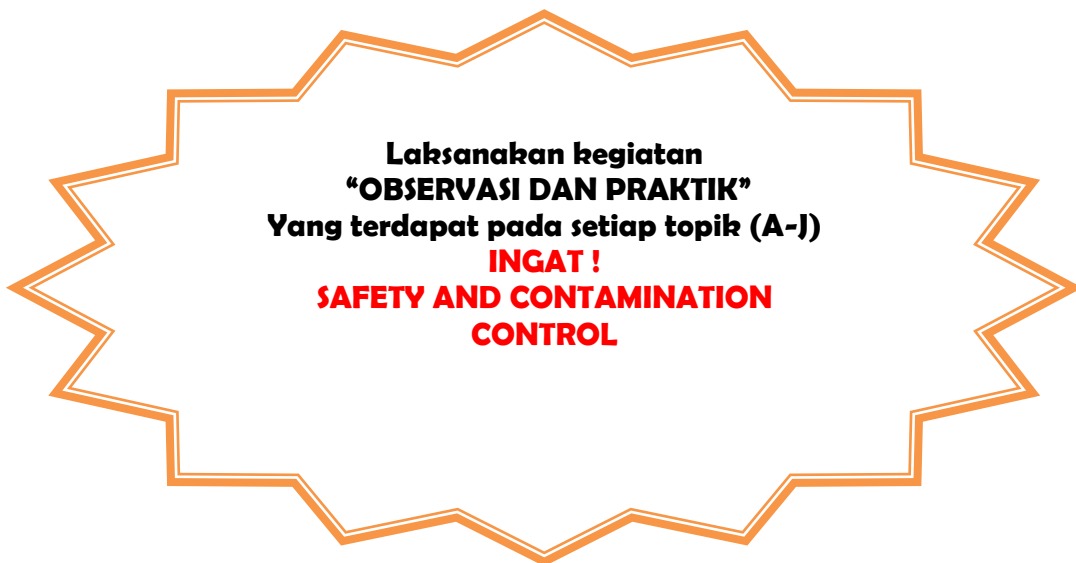 Laksanakan kegiatan
“OBSERVASI DAN PRAKTIK”
Yang terdapat pada setiap topik (A-J)
INGAT !
SAFETY AND CONTAMINATION
CONTROL